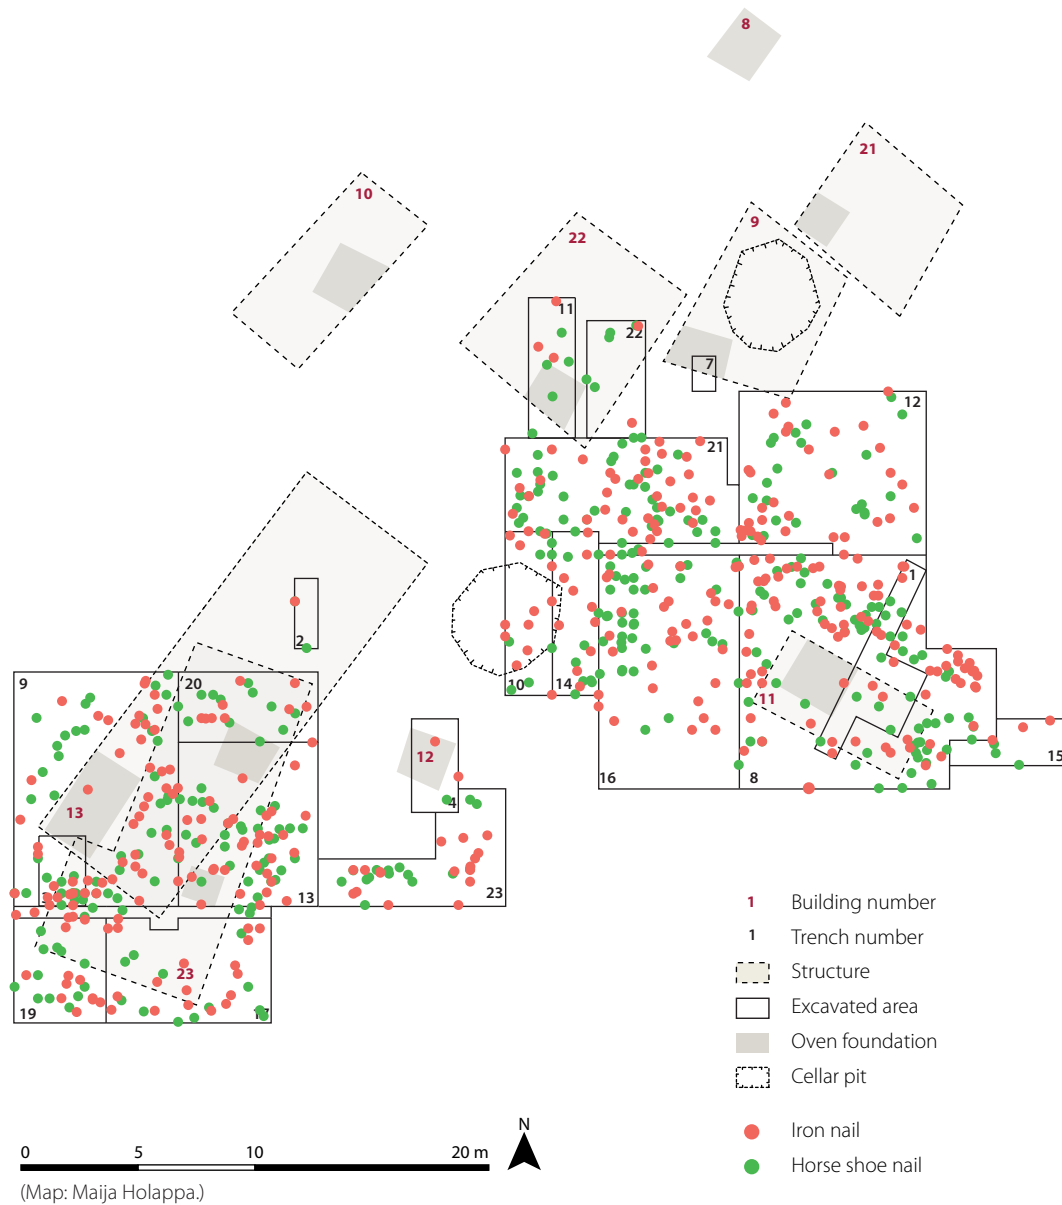 8
21
10
9
22
11
22
7
12
21
1
2
9
20
10
14
11
12
16
8
15
13
4
3
13
23
23
19
17
1 Building number
1 Trench number
Structure
Excavated area
Oven foundation
Cellar pit
Iron nail
Horse shoe nail
N
0 5 10 20 m
(Map: Maija Holappa.)